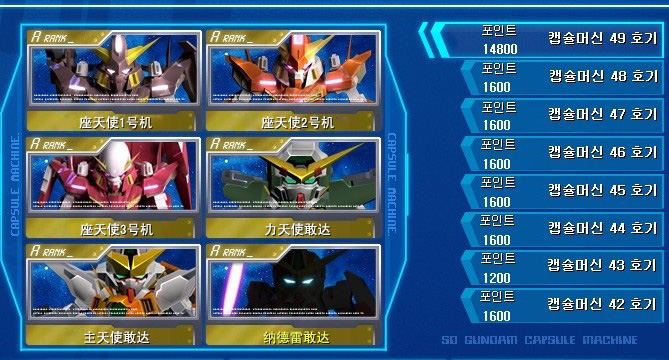 A RANK_
座天使1号机
A RANK_
座天使2号机
A RANK_
座天使3号机
A RANK_
力天使敢达
A RANK_
主天使敢达
A RANK_
纳德雷敢达
CAPSULE MACHINE
CAPSULE MACHINE
포인트
14800
캡슐머신 49 호기
포인트
1600
캡슐머신 48 호기
포인트
1600
캡슐머신 47 호기
포인트
1600
캡슐머신 46 호기
포인트
1600
캡슐머신 45 호기
포인트
1600
캡슐머신 44 호기
포인트
1200
캡슐머신 43 호기
포인트
1600
캡슐머신 42 호기
SD GUNDAM CAPSULE MACHINE